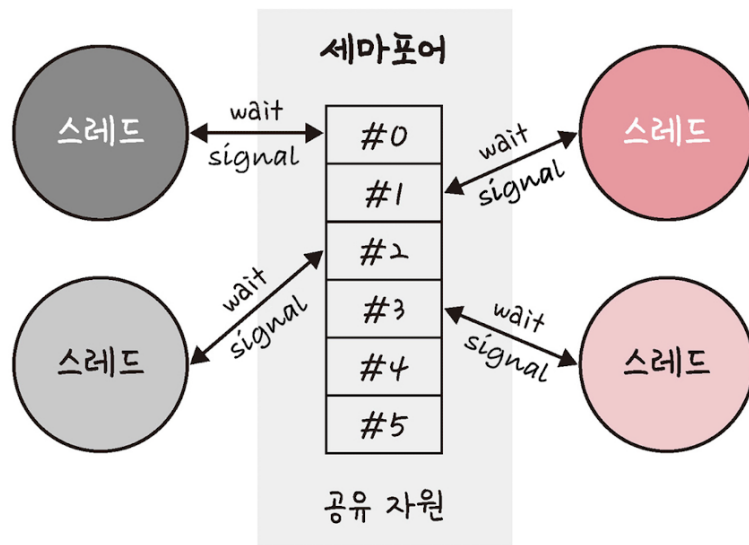 세마포어
스레드
wait
signal
#0
#1
#2
#3
#4
#5
wait
signal
스레드
스레드
wait
signal
wait
signal
스레드
공유 자원